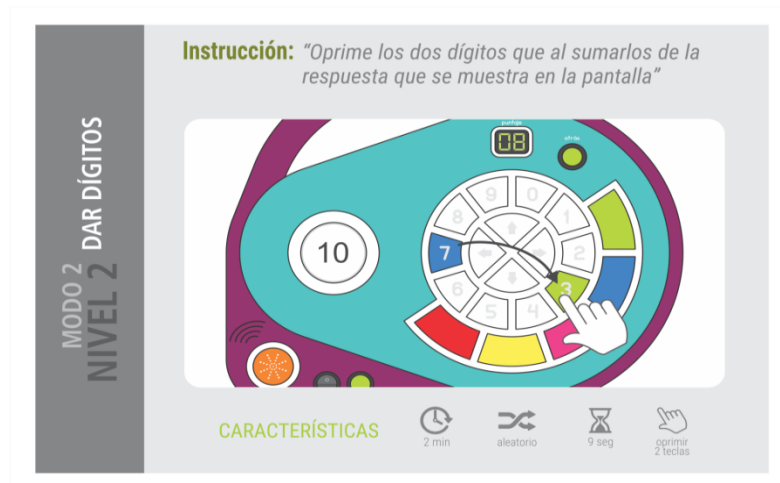 MODO 2 DAR DÍGITOS
NIVEL 2
Instrucción: “Oprime los dos dígitos que al sumarlos de la
respuesta que se muestra en la pantalla”
puntaje
08
10
9 0
8 1
7 2
6 3
5 4
CARACTERÍSTICAS
2 min
aleatorio
9 seg
oprimir
2 teclas